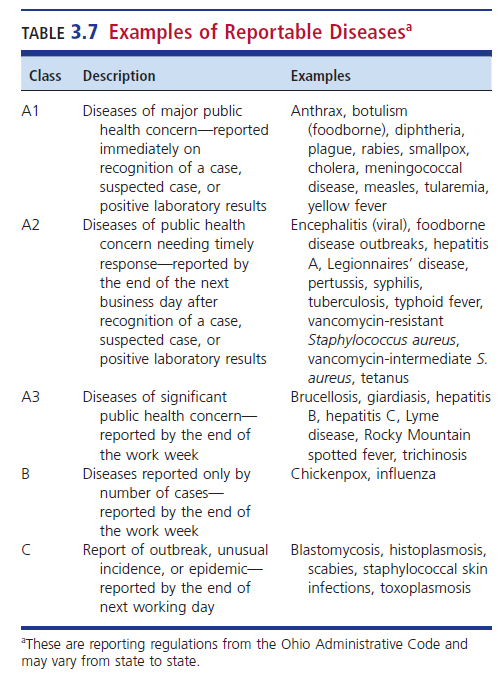 TABLE 3.7 Examples of Reportable Diseasesª
Class Description Examples
A1 Diseases of major public Anthrax, botulism
health concern—reported (foodborne), diphtheria,
immediately on plague, rabies, smallpox,
recognition of a case, cholera, meningococcal
suspected case, or disease, measles, tularemia,
positive laboratory results yellow fever
A2 Diseases of public health Encephalitis (viral), foodborne
concern needing timely disease outbreaks, hepatitis
response—reported by A, Legionnaires’ disease,
the end of the next pertussis, syphilis,
business day after tuberculosis, typhoid fever,
recognition of a case, vancomycin-resistant
suspected case, or Staphylococcus aureus,
positive laboratory results vancomycin-intermediate S.
aureus, tetanus
A3 Diseases of significant Brucellosis, giardiasis, hepatitis
public health concern— B, hepatitis C, Lyme
reported by the end of disease, Rocky Mountain
the work week spotted fever, trichinosis
B Diseases reported only by Chickenpox, influenza
number of cases—
reported by the end of
the work week
C Report of outbreak, unusual Blastomycosis, histoplasmosis,
incidence, or epidemic— scabies, staphylococcal skin
reported by the end of infections, toxoplasmosis
next working day
ªThese are reporting regulations from the Ohio Administrative Code and
may vary from state to state.